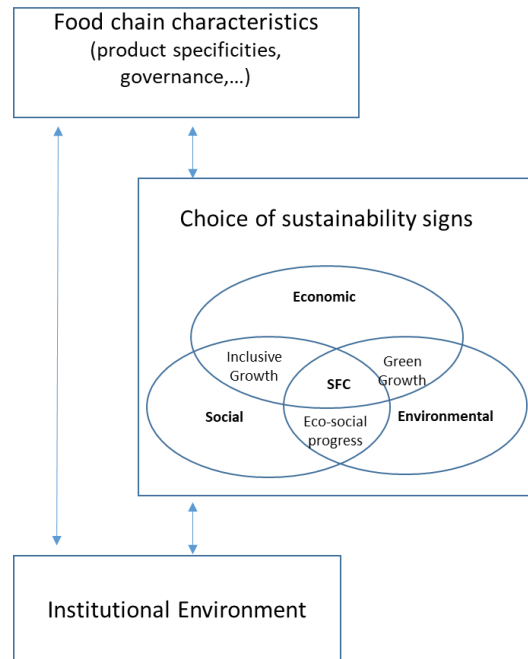 Food chain characteristics
(product specificities,
governance,...)
Choice of sustainability signs
Economic
Inclusive
Growth
Green
Growth
SFC
Social
Environmental
Eco-social
progress
Institutional Environment